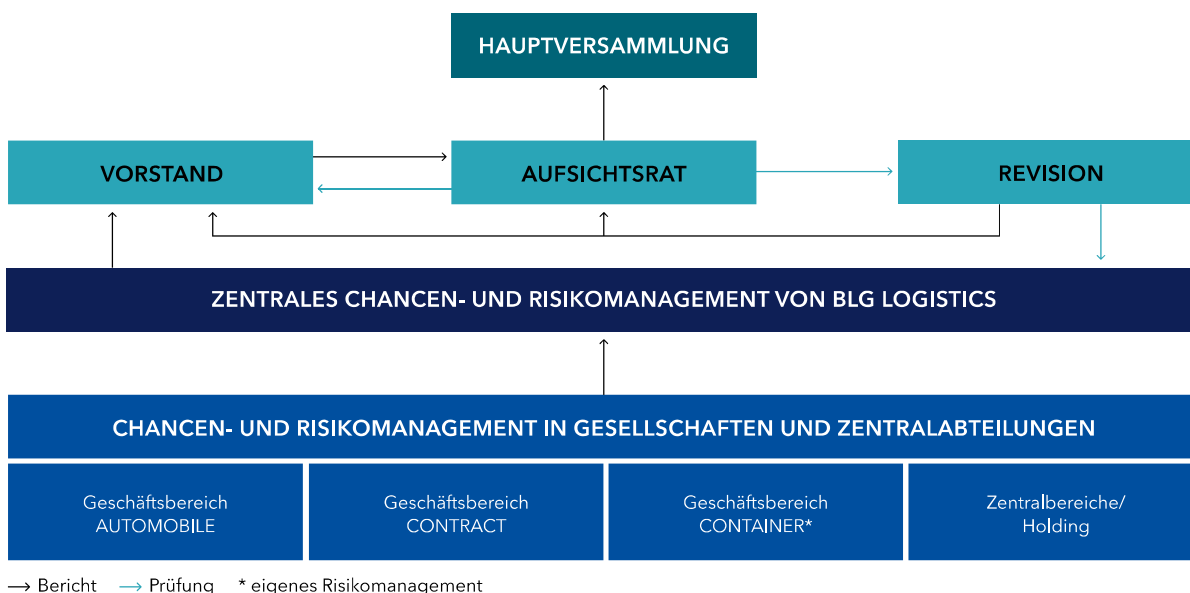 HAUPTVERSAMMLUNG
VORSTAND
AUFSICHTSRAT
REVISION
ZENTRALES CHANCEN- UND RISIKOMANAGEMENT VON BLG LOGISTICS
CHANCEN- UND RISIKOMANAGEMENT IN GESELLSCHAFTEN UND ZENTRALABTEILUNGEN
Geschäftsbereich
AUTOMOBILE
Geschäftsbereich
CONTRACT
Geschäftsbereich
CONTAINER*
Zentralbereiche/
Holding
→ Bericht → Prüfung * eigenes Risikomanagement